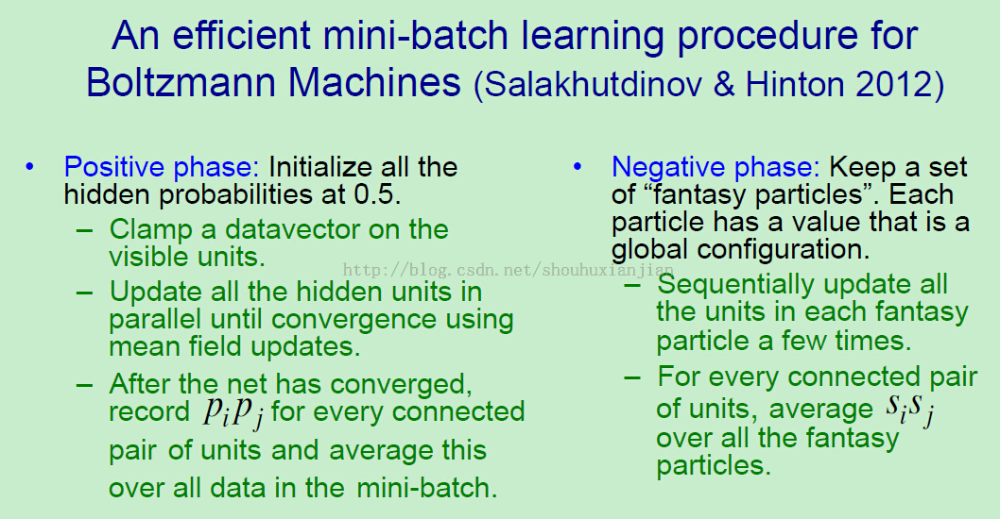 An efficient mini-batch learning procedure for
Boltzmann Machines (Salakhutdinov & Hinton 2012)
• Positive phase: Initialize all the
hidden probabilities at 0.5.
– Clamp a datavector on the
visible units.
– Update all the hidden units in
parallel until convergence using
mean field updates.
– After the net has converged,
record p_i p_j for every connected
pair of units and average this
over all data in the mini-batch.
• Negative phase: Keep a set
of “fantasy particles”. Each
particle has a value that is a
global configuration.
– Sequentially update all
the units in each fantasy
particle a few times.
– For every connected pair
of units, average s_i s_j
over all the fantasy
particles.
http://blog.csdn.net/shouhuxianjian